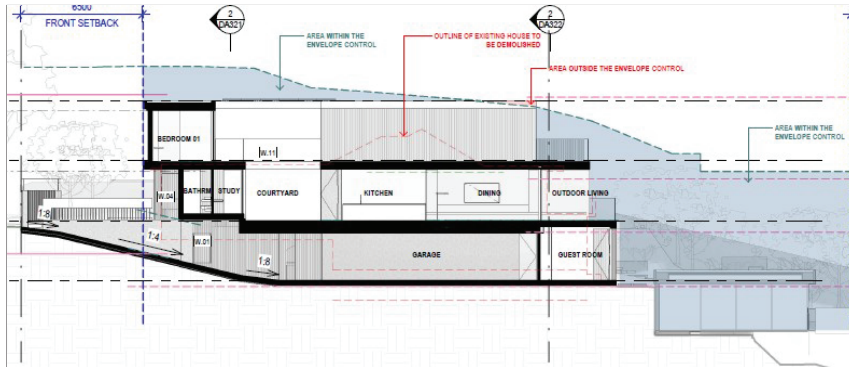 6500
FRONT SETBACK
2
DA321
2
DA322
AREA WITHIN THE
ENVELOPE CONTROL
OUTLINE OF EXISTING HOUSE TO
BE DEMOLISHED
AREA OUTSIDE THE ENVELOPE CONTROL
AREA WITHIN THE
ENVELOPE CONTROL
BEDROOM 01
W.11
W.04
BATHRM
STUDY
COURTYARD
KITCHEN
DINING
OUTDOOR LIVING
1:8
1:4
W.01
1:8
GARAGE
GUEST ROOM